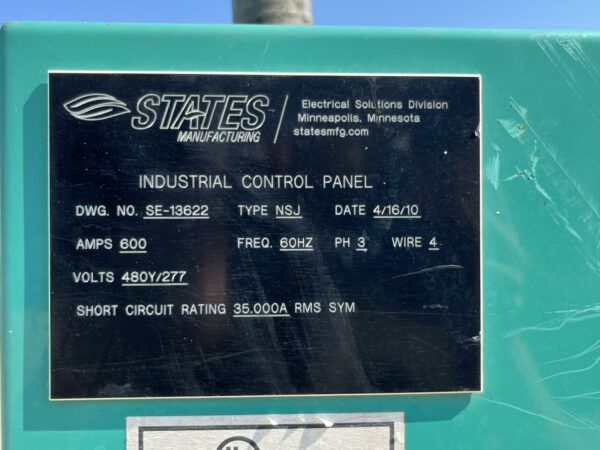 STATES
MANUFACTURING
Electrical Solutions Division
Minneapolis, Minnesota
statesmfg.com
INDUSTRIAL CONTROL PANEL
DWG. NO. SE-13622 TYPE NSJ DATE 4/16/10
AMPS 600 FREQ. 60HZ PH 3 WIRE 4
VOLTS 480Y/277
SHORT CIRCUIT RATING 35,000A RMS SYM